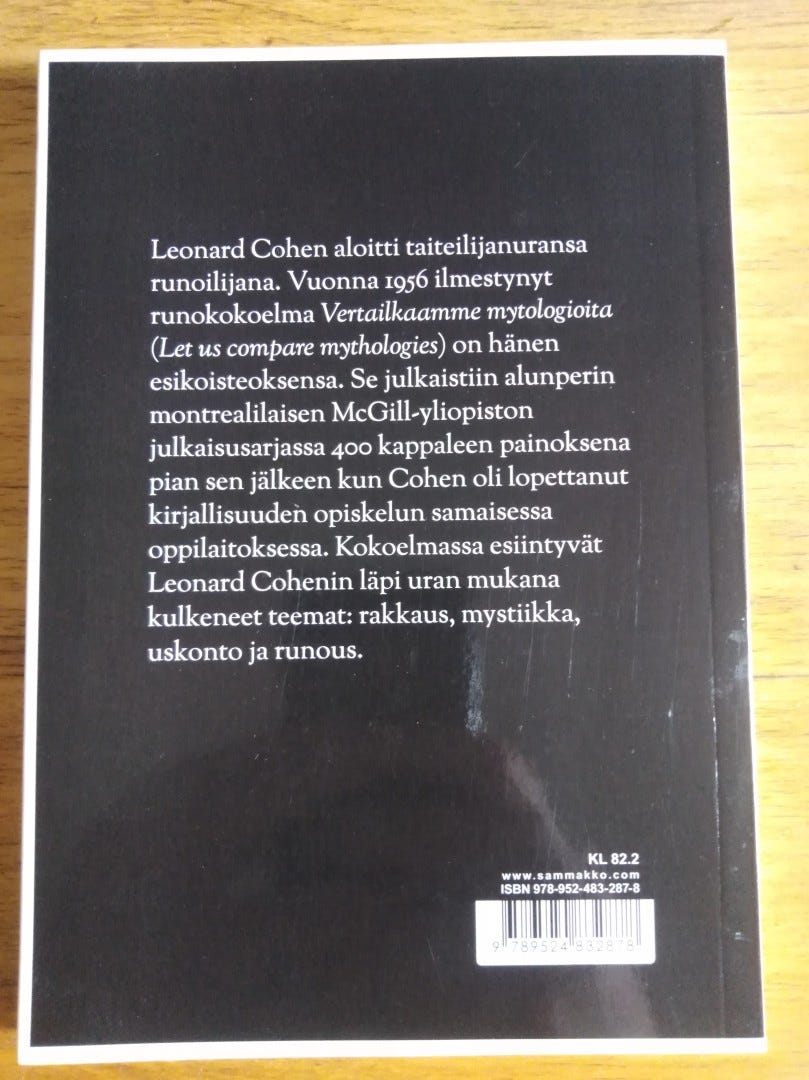 Leonard Cohen aloitti taiteilijanuransa
runoilijana. Vuonna 1956 ilmestynyt
runokokoelma Vertailkaamme mytologioita
(Let us compare mythologies) on hänen
esikoisteoksensa. Se julkaistiin alunperin
montrealilaisen McGill-yliopiston
julkaisusarjassa 400 kappaleen painoksena
pian sen jälkeen kun Cohen oli lopettanut
kirjallisuuden opiskelun samaisessa
oppilaitoksessa. Kokoelmassa esiintyvät
Leonard Cohenin läpi uran mukana
kulkeneet teemat: rakkaus, mystiikka,
uskonto ja runous.
KL 82.2
www.sammakko.com
ISBN 978-952-483-287-8
9 789524 832878